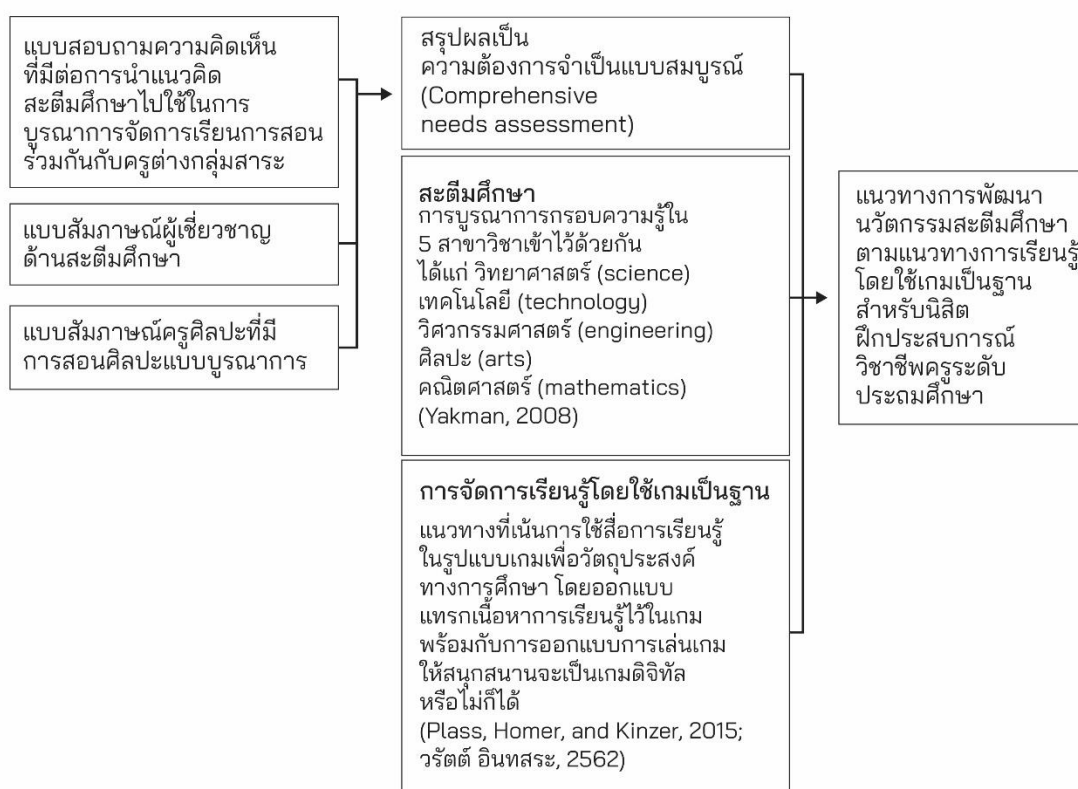 แบบสอบถามความคิดเห็น
ที่มีต่อการนำแนวคิด
สะตีมศึกษาไปใช้ในการ
บูรณาการจัดการเรียนการสอน
ร่วมกันกับครูต่างกลุ่มสาระ
แบบสัมภาษณ์ผู้เชี่ยวชาญ
ด้านสะตีมศึกษา
แบบสัมภาษณ์ครูศิลปะที่มี
การสอนศิลปะแบบบูรณาการ
สรุปผลเป็น
ความต้องการจำเป็นแบบสมบูรณ์
(Comprehensive
needs assessment)
สะตีมศึกษา
การบูรณาการกรอบความรู้ใน
5 สาขาวิชาเข้าไว้ด้วยกัน
ได้แก่ วิทยาศาสตร์ (science)
เทคโนโลยี (technology)
วิศวกรรมศาสตร์ (engineering)
ศิลปะ (arts)
คณิตศาสตร์ (mathematics)
(Yakman, 2008)
การจัดการเรียนรู้โดยใช้เกมเป็นฐาน
แนวทางที่เน้นการใช้สื่อการเรียนรู้
ในรูปแบบเกมเพื่อวัตถุประสงค์
ทางการศึกษา โดยออกแบบ
แทรกเนื้อหาการเรียนรู้ไว้ในเกม
พร้อมกับการออกแบบการเล่นเกม
ให้สนุกสนานจะเป็นเกมดิจิทัล
หรือไม่ก็ได้
(Plass, Homer, and Kinzer, 2015;
วรัตต์ อินทสระ, 2562)
แนวทางการพัฒนา
นวัตกรรมสะตีมศึกษา
ตามแนวทางการเรียนรู้
โดยใช้เกมเป็นฐาน
สำหรับนิสิต
ฝึกประสบการณ์
วิชาชีพครูระดับ
ประถมศึกษา